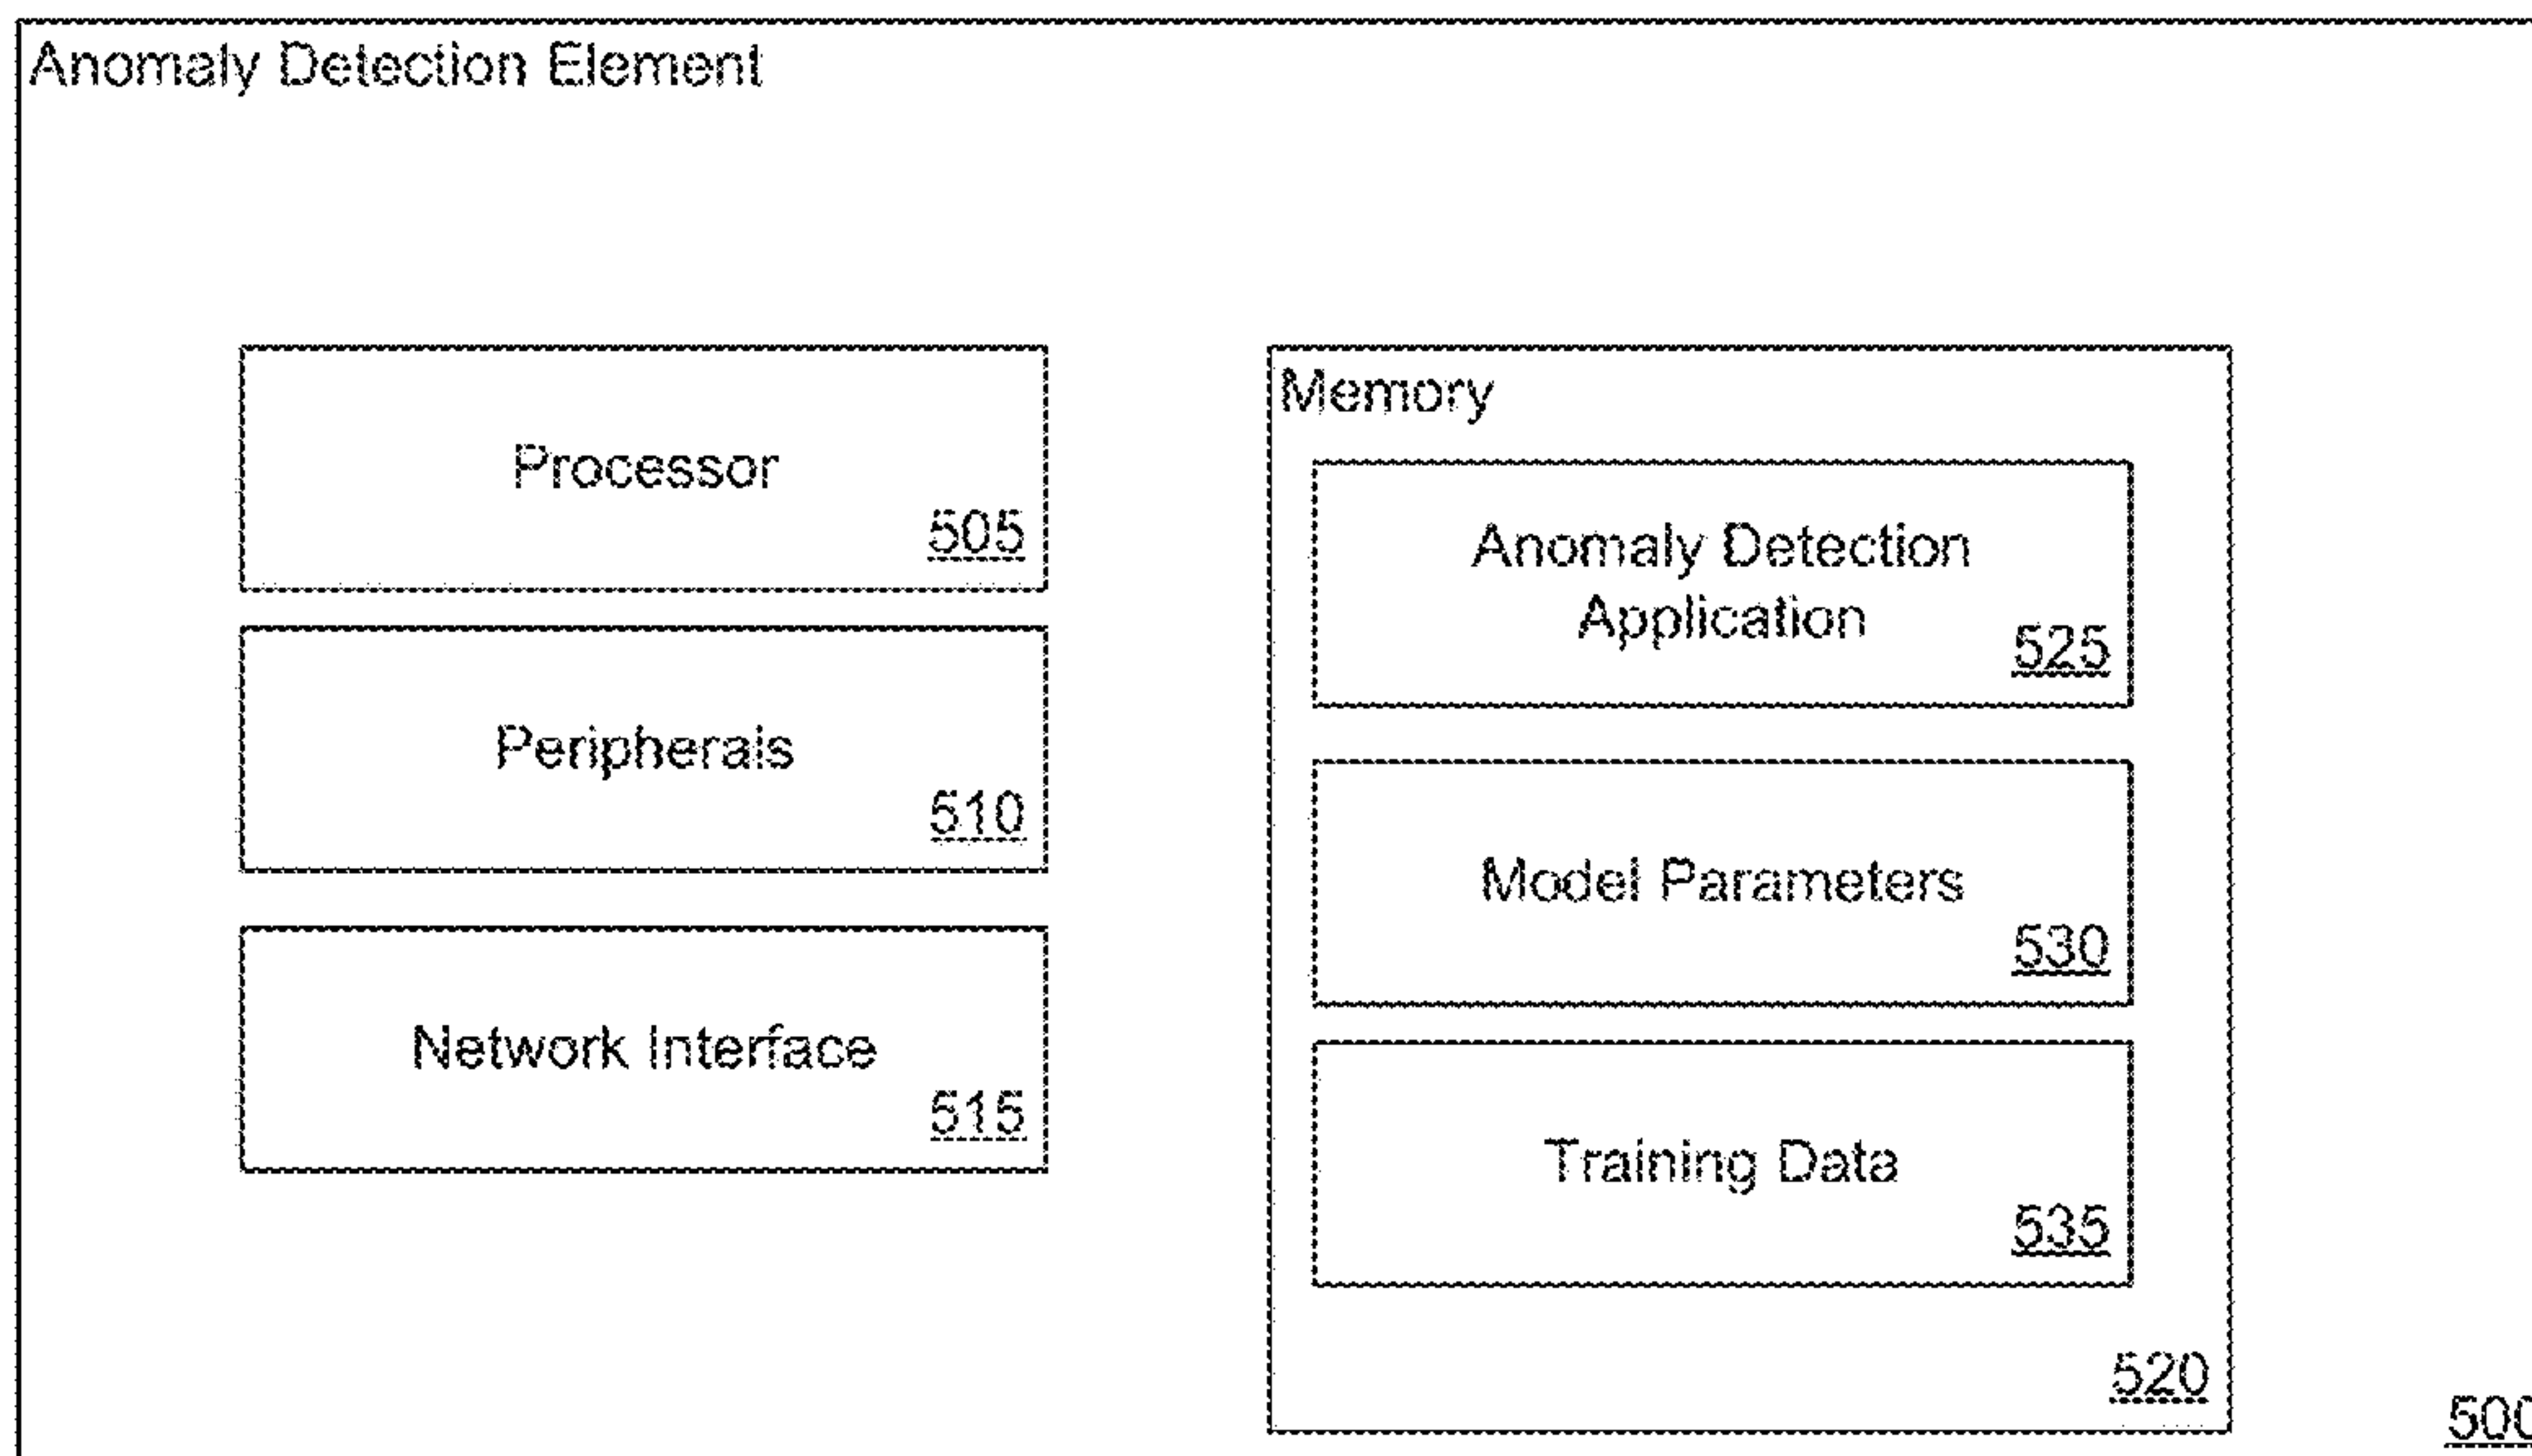 Anomaly Detection Element
Processor
505
Peripherals
510
Network Interface
515
Memory
Anomaly Detection
Application
525
Model Parameters
530
Training Data
535
520
500